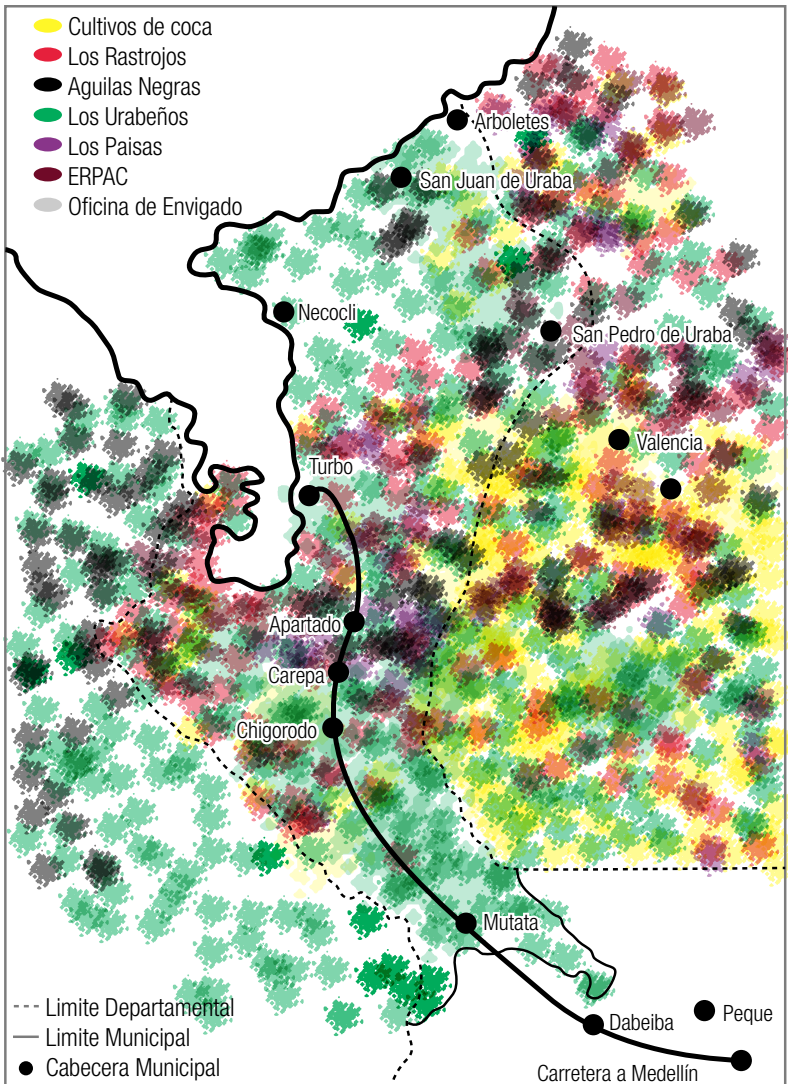 Cultivos de coca
Los Rastrojos
Aguilas Negras
Los Urabeños
Los Paisas
ERPAC
Oficina de Envigado
Arboletes
San Juan de Uraba
Necocli
San Pedro de Uraba
Valencia
Turbo
Apartado
Carepa
Chigorodo
Mutata
Limite Departamental
Peque
Dabeiba
Limite Municipal
Cabecera Municipal
Carretera a Medellín